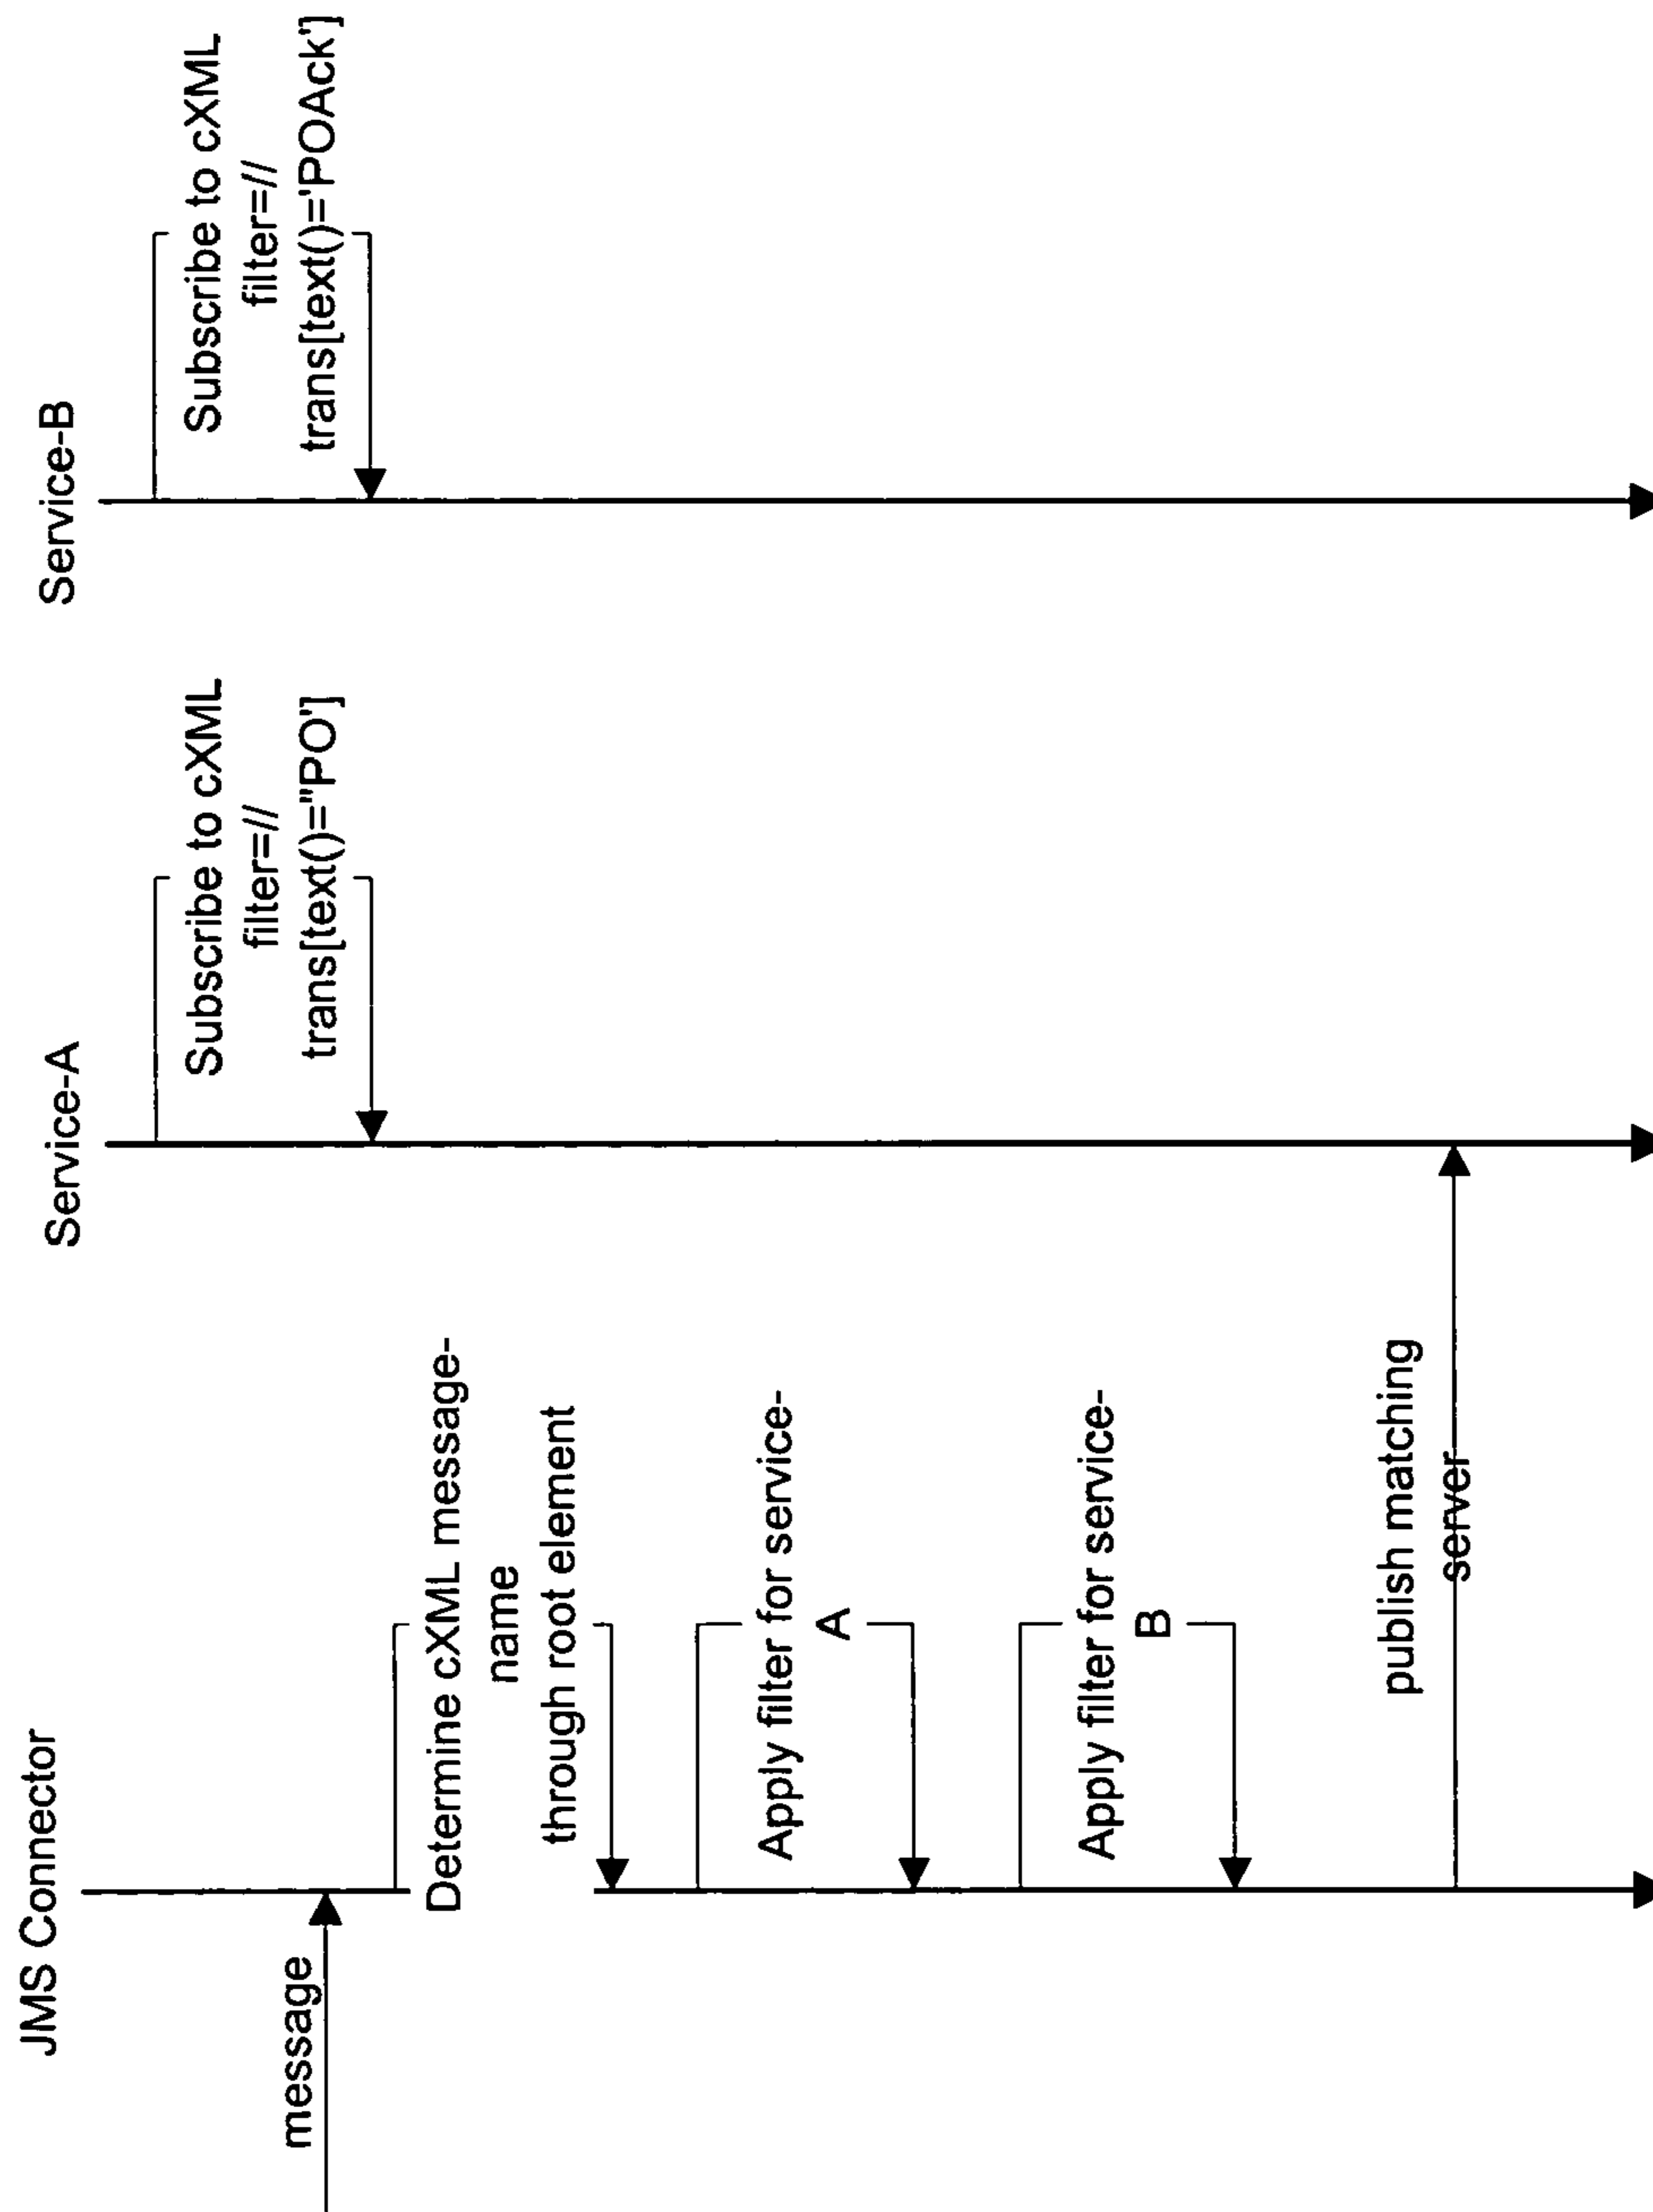 JMS Connector
Service-A
Service-B
Subscribe to cXML
filter=//
trans[text()=''PO']
Subscribe to cXML
filter=//
trans[text()='POAck']
message
Determine cXML message-
name
through root element
Apply filter for service-
A
Apply filter for service-
B
publish matching
server